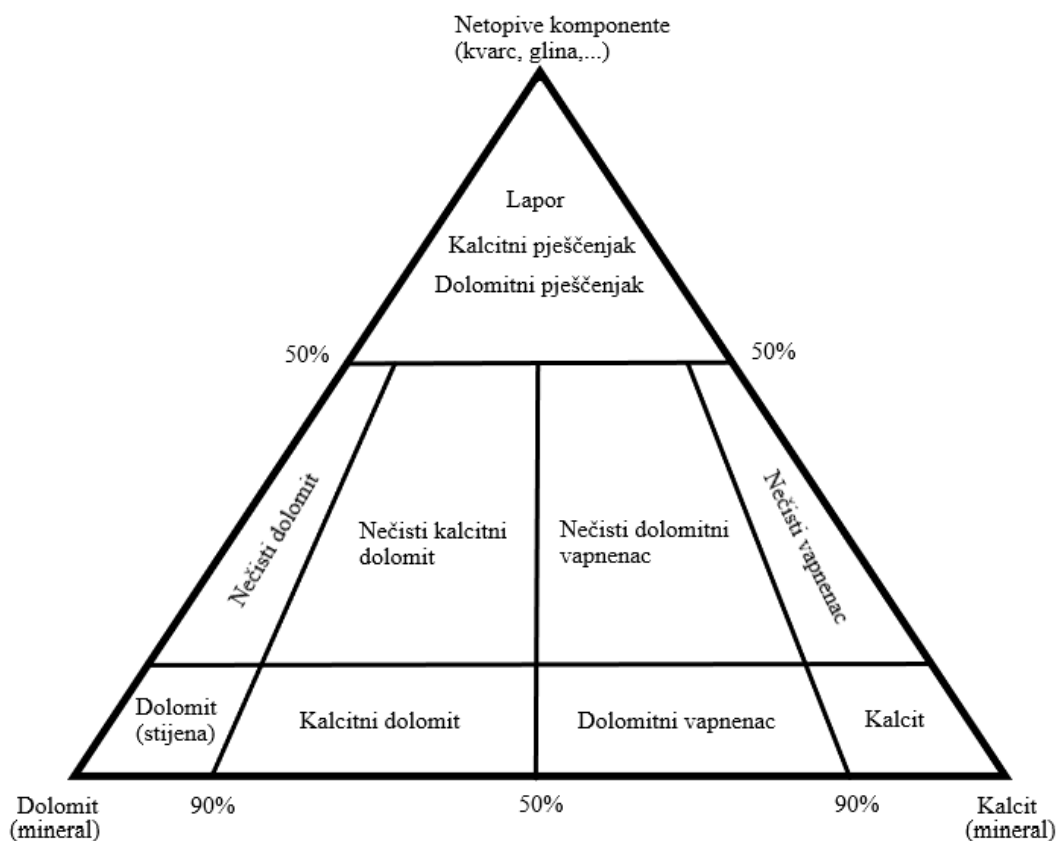 Netopive komponente
(kvarc, glina,...)
Lapor
Kalcitni pješčenjak
Dolomitni pješčenjak
50%
50%
Nečisti dolomit
Nečisti kalcitni
dolomit
Nečisti dolomitni
vapnenac
Nečisti vapnenac
Dolomit
(stijena)
Kalcitni dolomit
Dolomitni vapnenac
Kalcit
Dolomit
(mineral)
90%
50%
90%
Kalcit
(mineral)